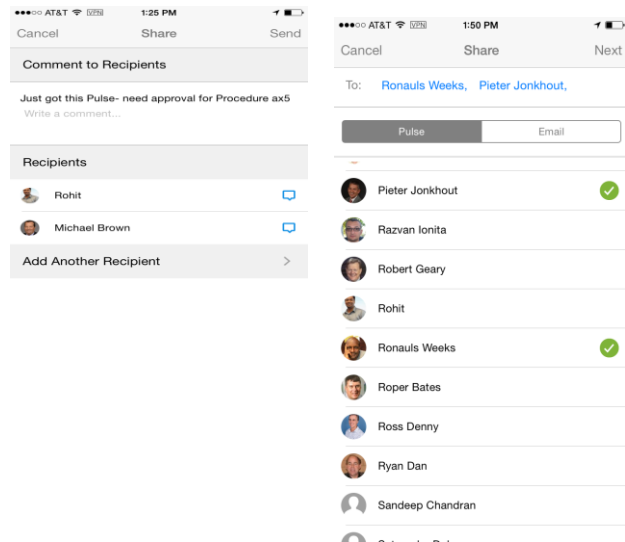 AT&T VPN 1:25 PM
Cancel Share Send
Comment to Recipients
Just got this Pulse- need approval for Procedure ax5
Write a comment...
Recipients
Rohit
Michael Brown
Add Another Recipient
AT&T VPN 1:50 PM
Cancel Share Next
To: Ronauls Weeks, Pieter Jonkhout,
Pulse Email
Pieter Jonkhout
Razvan Ionita
Robert Geary
Rohit
Ronauls Weeks
Roper Bates
Ross Denny
Ryan Dan
Sandeep Chandran